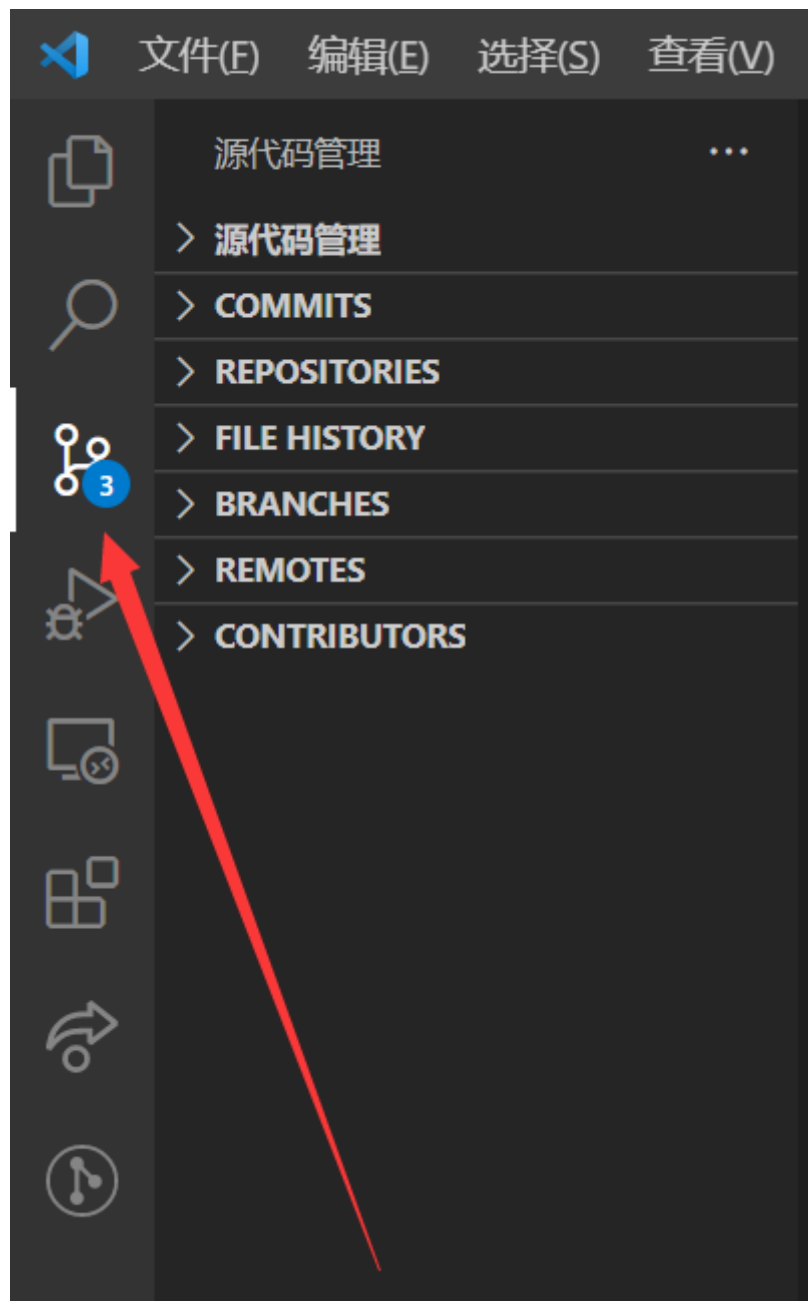 文件(F) 编辑(E) 选择(S) 查看(V)
源代码管理 ···
源代码管理
COMMITS
REPOSITORIES
FILE HISTORY
3
BRANCHES
REMOTES
CONTRIBUTORS